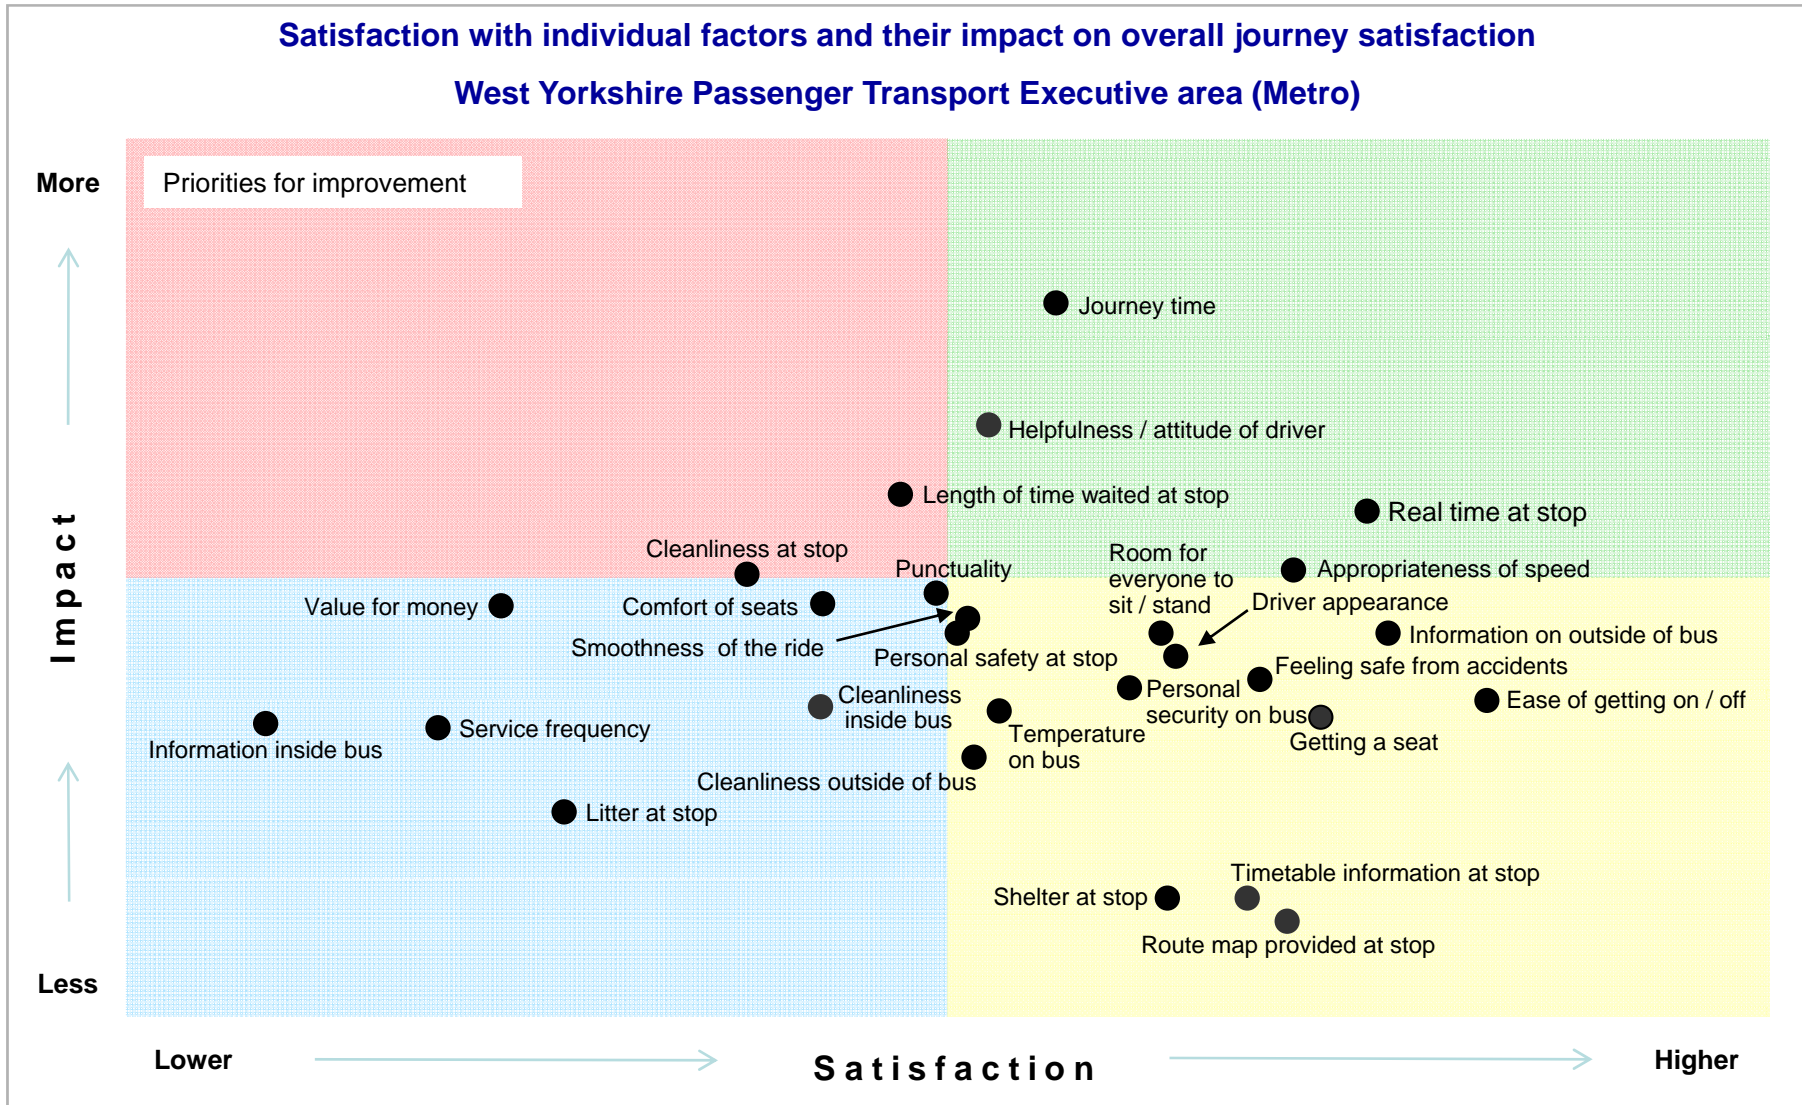 Satisfaction with individual factors and their impact on overall journey satisfaction
West Yorkshire Passenger Transport Executive area (Metro)
More
Priorities for improvement
Journey time
Helpfulness / attitude of driver
Length of time waited at stop
Real time at stop
Impact
Cleanliness at stop
Punctuality
Room for
everyone to
sit / stand
Appropriateness of speed
Value for money
Comfort of seats
Driver appearance
Smoothness of the ride
Personal safety at stop
Information on outside of bus
Feeling safe from accidents
Cleanliness
inside bus
Personal
security on bus
Ease of getting on / off
Information inside bus
Service frequency
Temperature
on bus
Getting a seat
Cleanliness outside of bus
Litter at stop
Timetable information at stop
Shelter at stop
Route map provided at stop
Less
Lower
Satisfaction
Higher